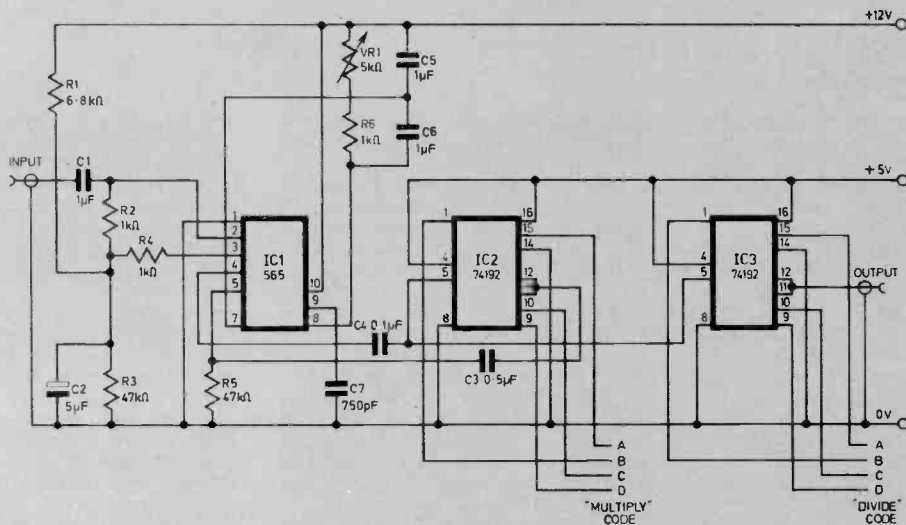 +12V
R1
6·8kΩ
VR1
5kΩ
C5
1µF
R6
1kΩ
C6
1µF
INPUT
C1
1µF
R2
1kΩ
R4
1kΩ
+5V
1
2
3
4
5
7
IC1
565
10
9
8
1
4
5
8
IC2
74192
16
15
14
12
10
9
1
4
5
8
IC3
74192
16
15
14
12
11
10
9
OUTPUT
C4 0·1µF
C3 0·5µF
C2
5µF
R3
47kΩ
R5
47kΩ
C7
750pF
0V
A
B
C
D
"MULTIPLY"
CODE
A
B
C
D
"DIVIDE"
CODE